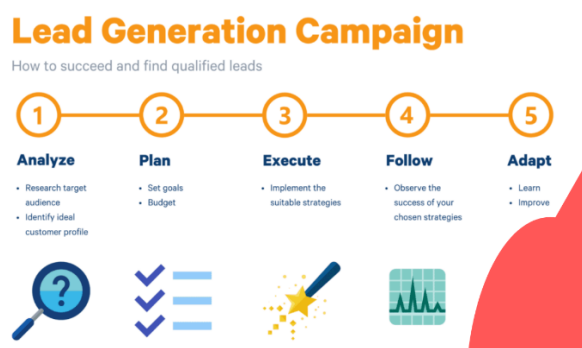 Lead Generation Campaign
How to succeed and find qualified leads
1 2 3 4 5
Analyze
• Research target
audience
• Identify ideal
customer profile
Plan
• Set goals
• Budget
Execute
• Implement the
suitable strategies
Follow
• Observe the
success of your
chosen strategies
Adapt
• Learn
• Improve
?